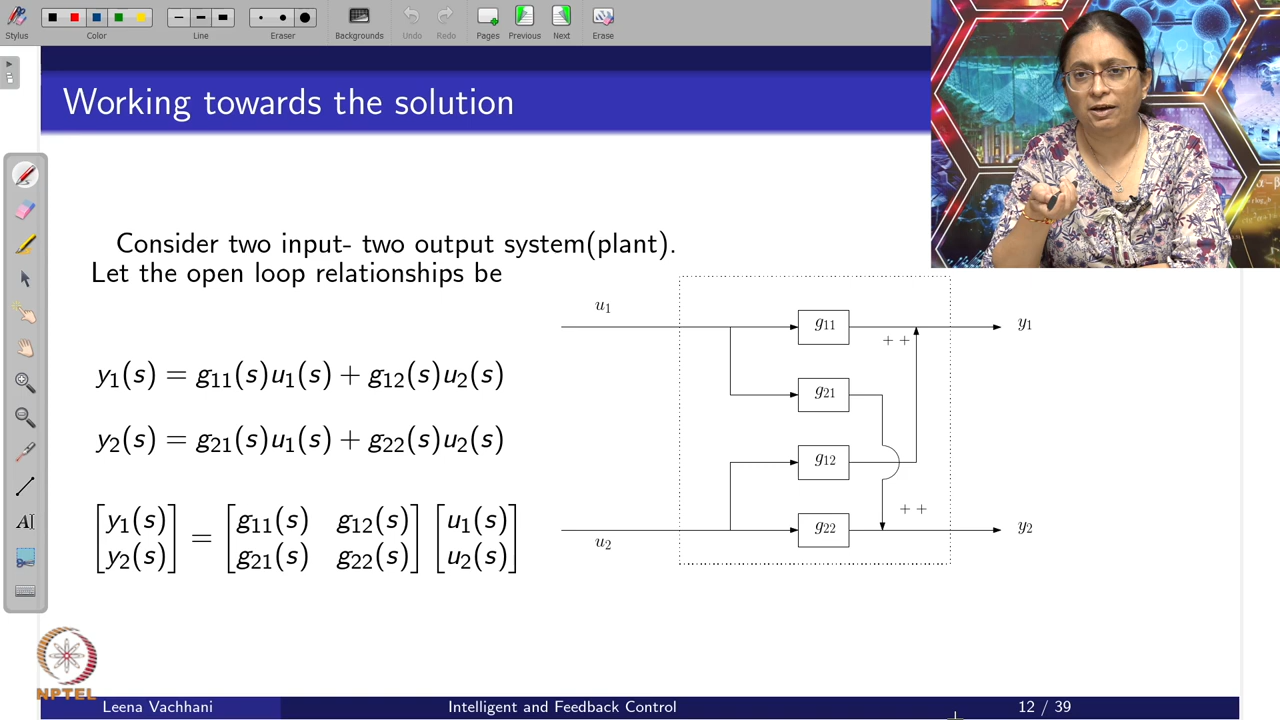 Stylus
Color
Line
Eraser
Backgrounds
Undo
Redo
Pages
Previous
Next
Erase
Working towards the solution
Consider two input- two output system(plant).
Let the open loop relationships be
y₁(s) = g₁₁(s)u₁(s) + g₁₂(s)u₂(s)
y₂(s) = g₂₁(s)u₁(s) + g₂₂(s)u₂(s)
[y₁(s)] = [g₁₁(s) g₁₂(s)] [u₁(s)]
[y₂(s)] [g₂₁(s) g₂₂(s)] [u₂(s)]
u₁
g₁₁
y₁
+ +
g₂₁
g₁₂
+ +
u₂
g₂₂
y₂
α-β
NPTEL
Leena Vachhani
Intelligent and Feedback Control
12 / 39